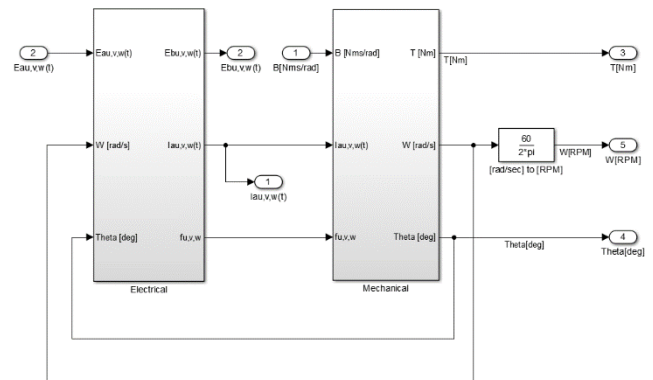 2
Eau,v,w(t)
Eau,v,w(t)
W [rad/s]
Theta [deg]
Ebu,v,w(t)
Iau,v,w(t)
fu,v,w
Electrical
2
Ebu,v,w(t)
1
Iau,v,w(t)
1
B[Nms/rad]
B [Nms/rad]
Iau,v,w(t)
fu,v,w
T [Nm]
W [rad/s]
Theta [deg]
Mechanical
T[Nm]
3
T[Nm]
60
2*pi
[rad/sec] to [RPM]
W[RPM]
5
W[RPM]
Theta[deg]
4
Theta[deg]